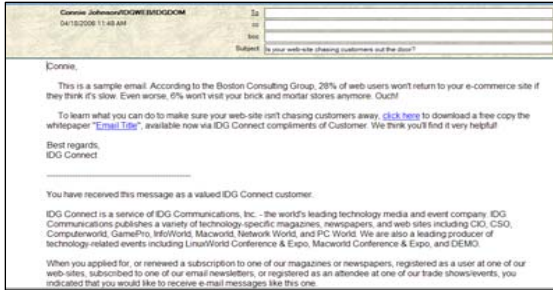 Connie Johnson/IDGWEB/IDGDOM
04/15/2008 11:48 AM
To
cc
bcc
Subject Is your web-site chasing customers out the door?
Connie,
This is a sample email. According to the Boston Consulting Group, 28% of web users won't return to your e-commerce site if
they think it's slow. Even worse, 6% won't visit your brick and mortar stores anymore. Ouch!
To learn what you can do to make sure your web-site isn't chasing customers away, click here to download a free copy the
whitepaper "Email Title", available now via IDG Connect compliments of Customer. We think you'll find it very helpful!
Best regards,
IDG Connect
You have received this message as a valued IDG Connect customer.
IDG Connect is a service of IDG Communications, Inc. - the world's leading technology media and event company. IDG
Communications publishes a variety of technology-specific magazines, newspapers, and web sites including CIO, CSO,
Computerworld, GamePro, InfoWorld, Macworld, Network World, and PC World. We are also a leading producer of
technology-related events including LinuxWorld Conference & Expo, Macworld Conference & Expo, and DEMO.
When you applied for, or renewed a subscription to one of our magazines or newspapers, registered as a user at one of our
web-sites, subscribed to one of our email newsletters, or registered as an attendee at one of our trade shows/events, you
indicated that you would like to receive e-mail messages like this one.